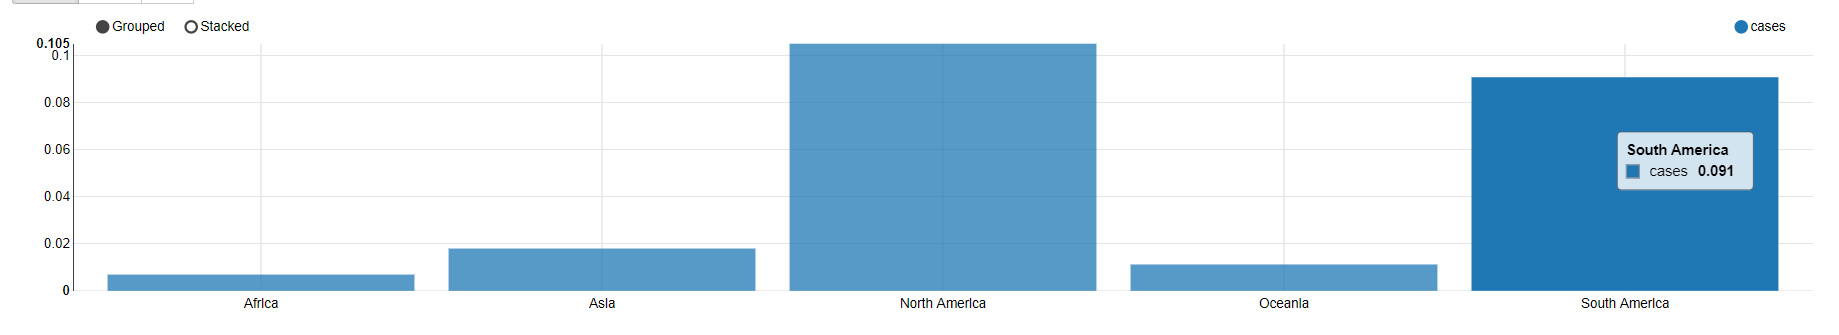 Grouped Stacked cases
0.105
0.1
0.08
0.06
0.04
0.02
0
South America
cases 0.091
Africa Asia North America Oceania South America